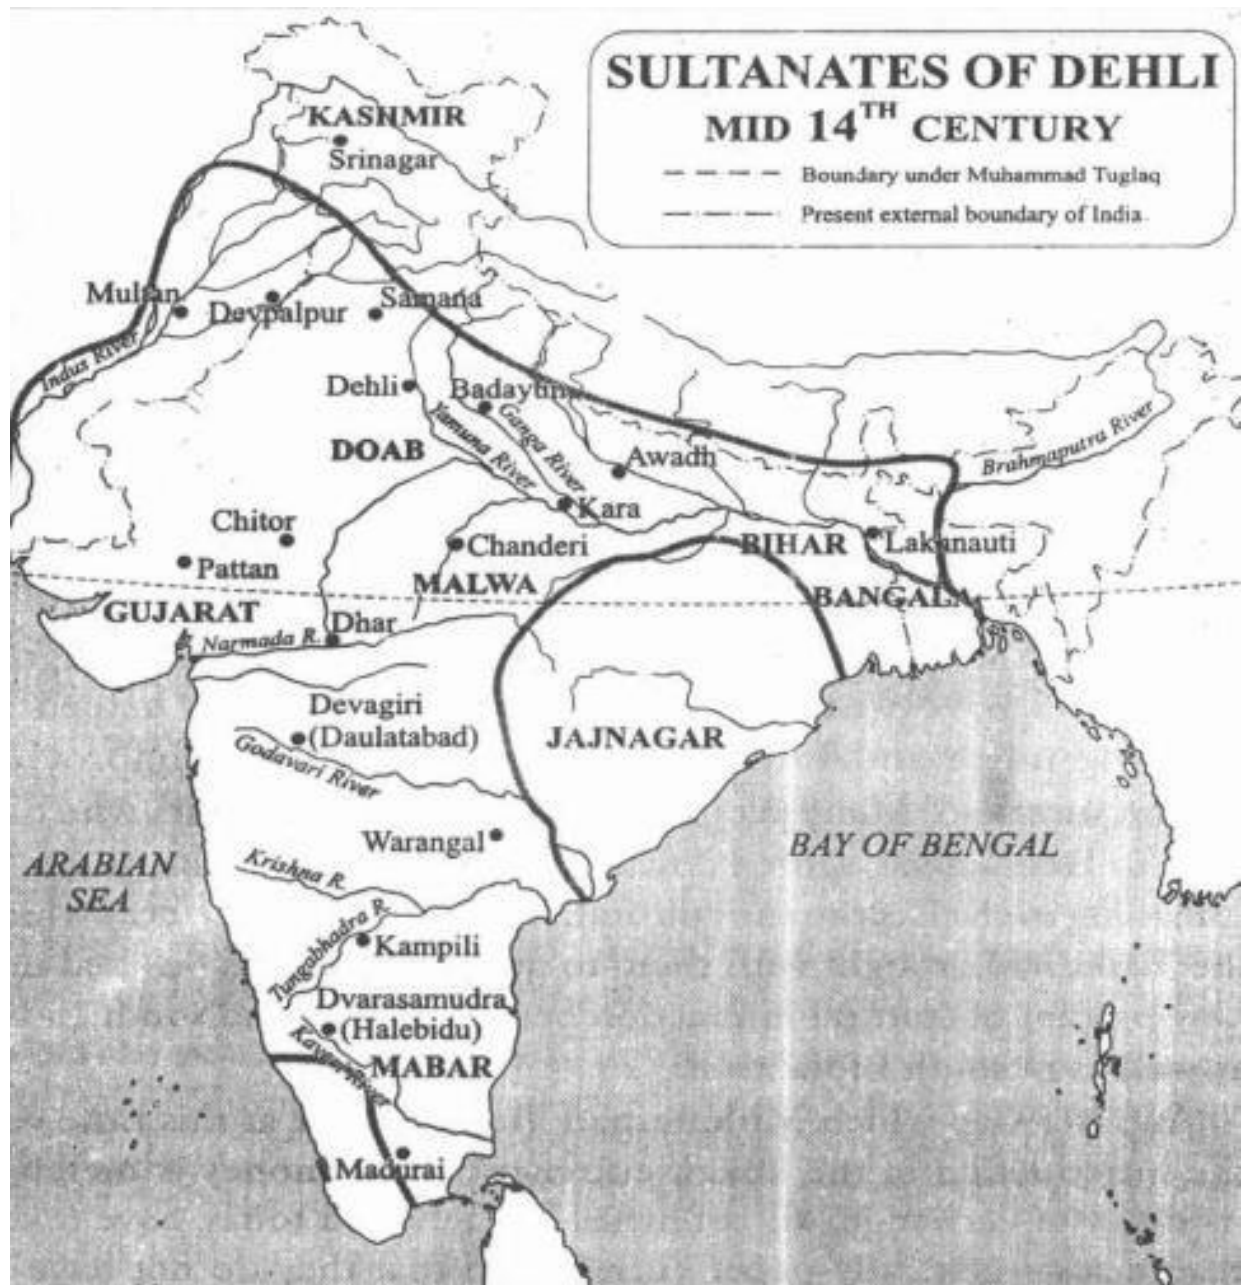 SULTANATES OF DEHLI
MID 14TH CENTURY
Boundary under Muhammad Tuglaq
Present external boundary of India
KASHMIR
Srinagar
Multan
Devpalpur
Samana
Indus River
Dehli
Badayun
Yamuna River
Ganga River
DOAB
Awadh
Brahmaputra River
Kara
Chitor
Chanderi
BIHAR
Lakanauti
Pattan
MALWA
BANGALA
GUJARAT
Dhar
Narmada R.
Devagiri
(Daulatabad)
JAJNAGAR
Godavari River
Warangal
BAY OF BENGAL
ARABIAN
SEA
Krishna R.
Tungabhadra R.
Kampili
Dvarasamudra
(Halebidu)
MABAR
Madurai